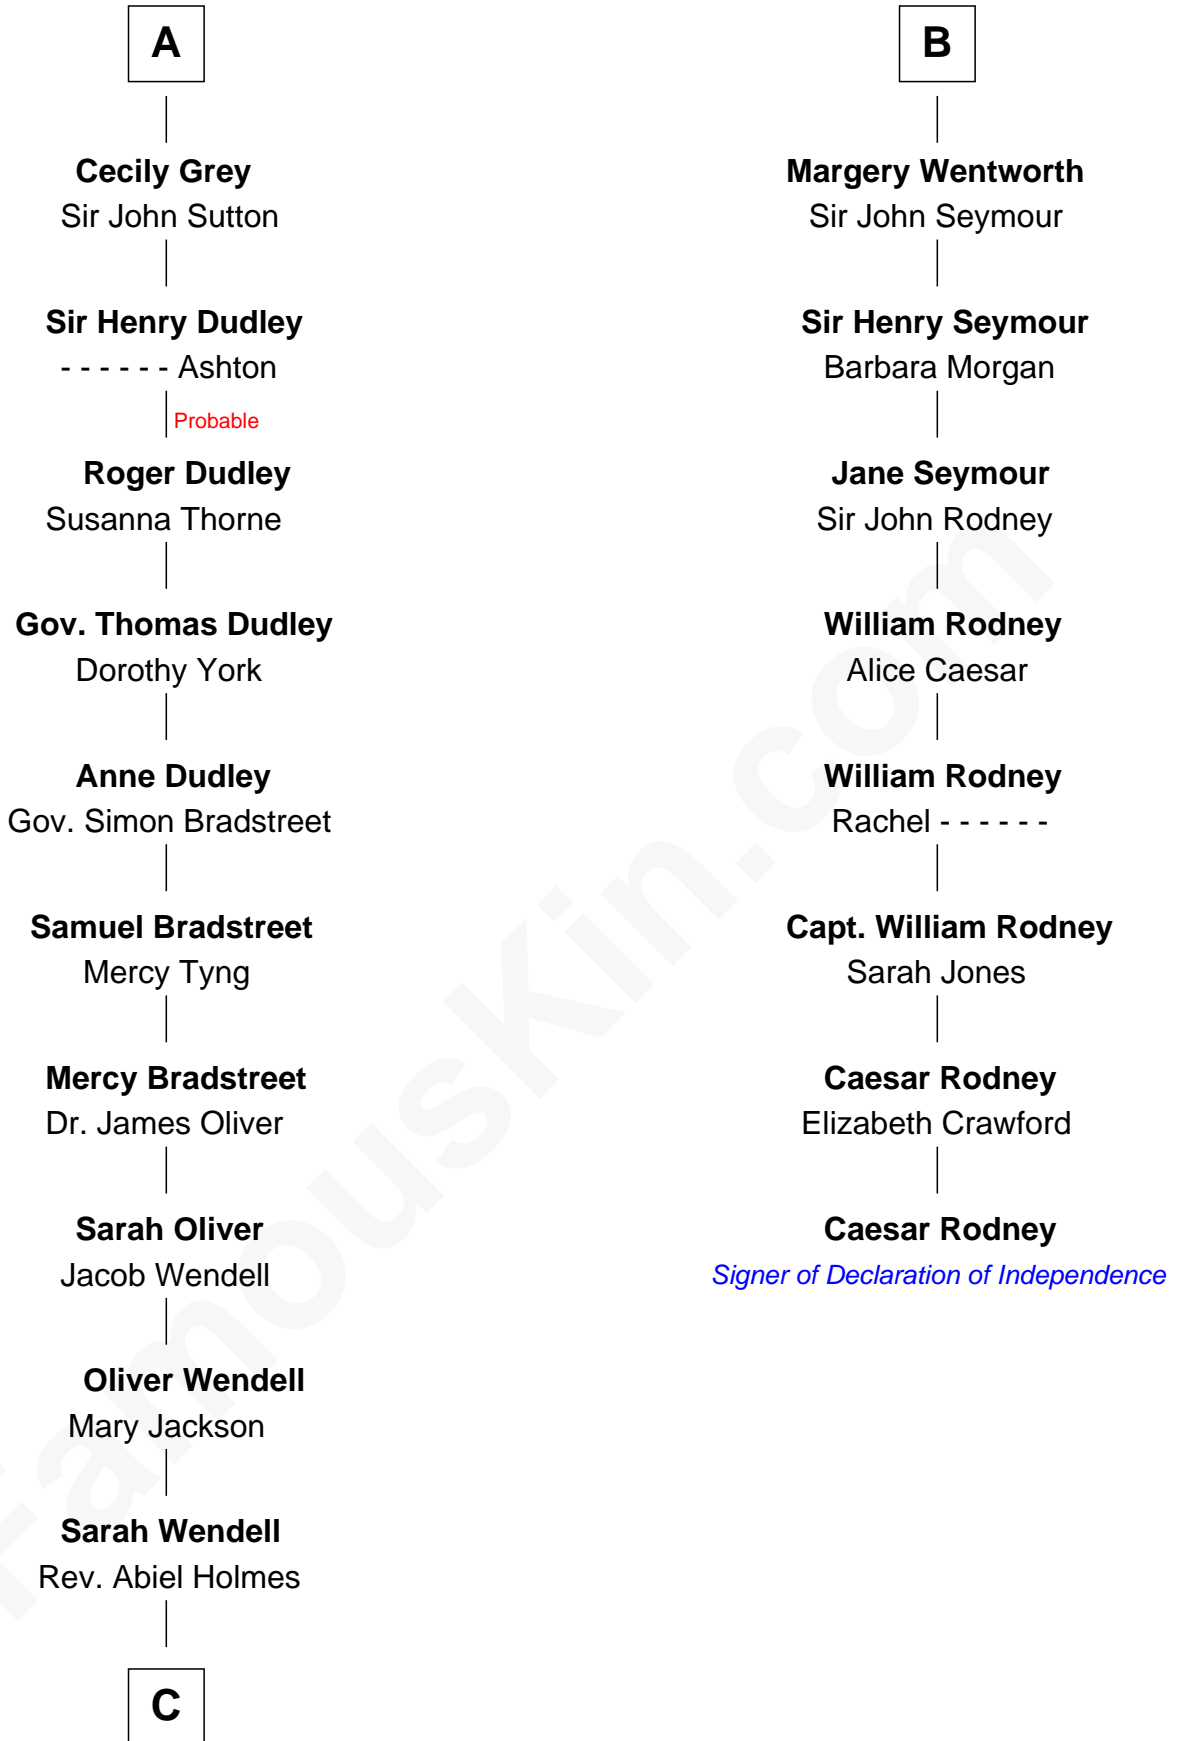 A
Cecily Grey
Sir John Sutton
Sir Henry Dudley
- - - - - - Ashton
Probable
Roger Dudley
Susanna Thorne
Gov. Thomas Dudley
Dorothy York
Anne Dudley
Gov. Simon Bradstreet
Samuel Bradstreet
Mercy Tyng
Mercy Bradstreet
Dr. James Oliver
Sarah Oliver
Jacob Wendell
Oliver Wendell
Mary Jackson
Sarah Wendell
Rev. Abiel Holmes
C
B
Margery Wentworth
Sir John Seymour
Sir Henry Seymour
Barbara Morgan
Jane Seymour
Sir John Rodney
William Rodney
Alice Caesar
William Rodney
Rachel - - - - - -
Capt. William Rodney
Sarah Jones
Caesar Rodney
Elizabeth Crawford
Caesar Rodney
Signer of Declaration of Independence
FamousKin.com